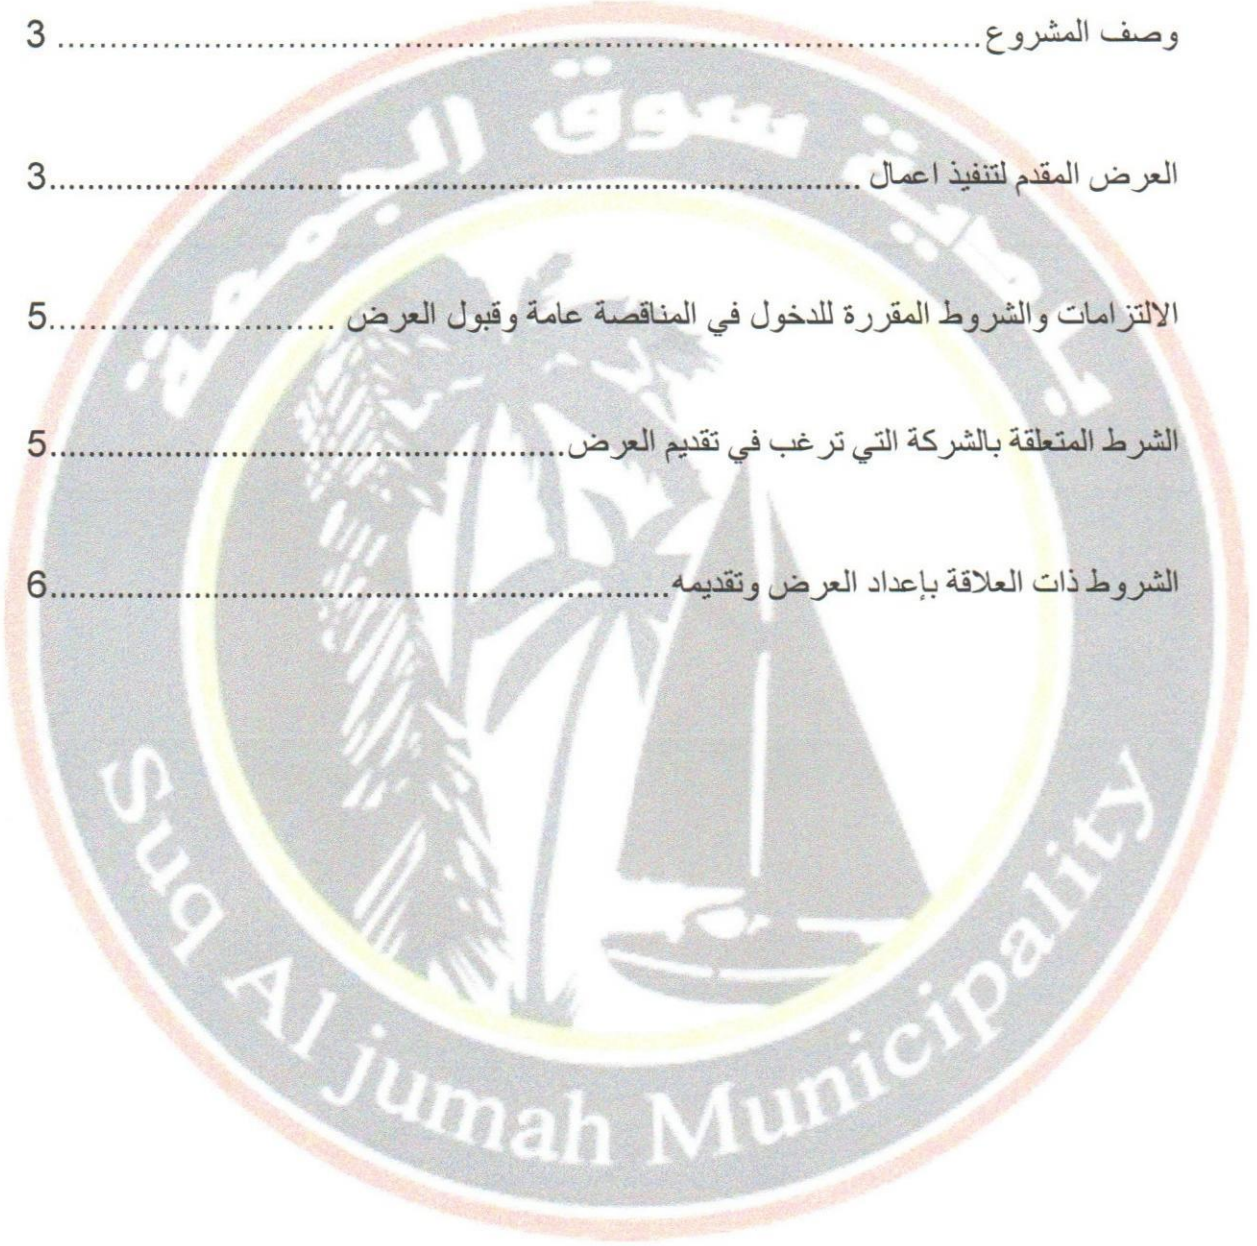 وصف المشروع ........................................ 3
العرض المقدم لتنفيذ اعمال ........................................ 3
الالتزامات والشروط المقررة للدخول في المناقصة عامة وقبول العرض ........................................ 5
الشرط المتعلقة بالشركة التي ترغب في تقديم العرض ........................................ 5
الشروط ذات العلاقة بإعداد العرض وتقديمه ........................................ 6
بلدية سوق الجمعة
Suq Al jumah Municipality